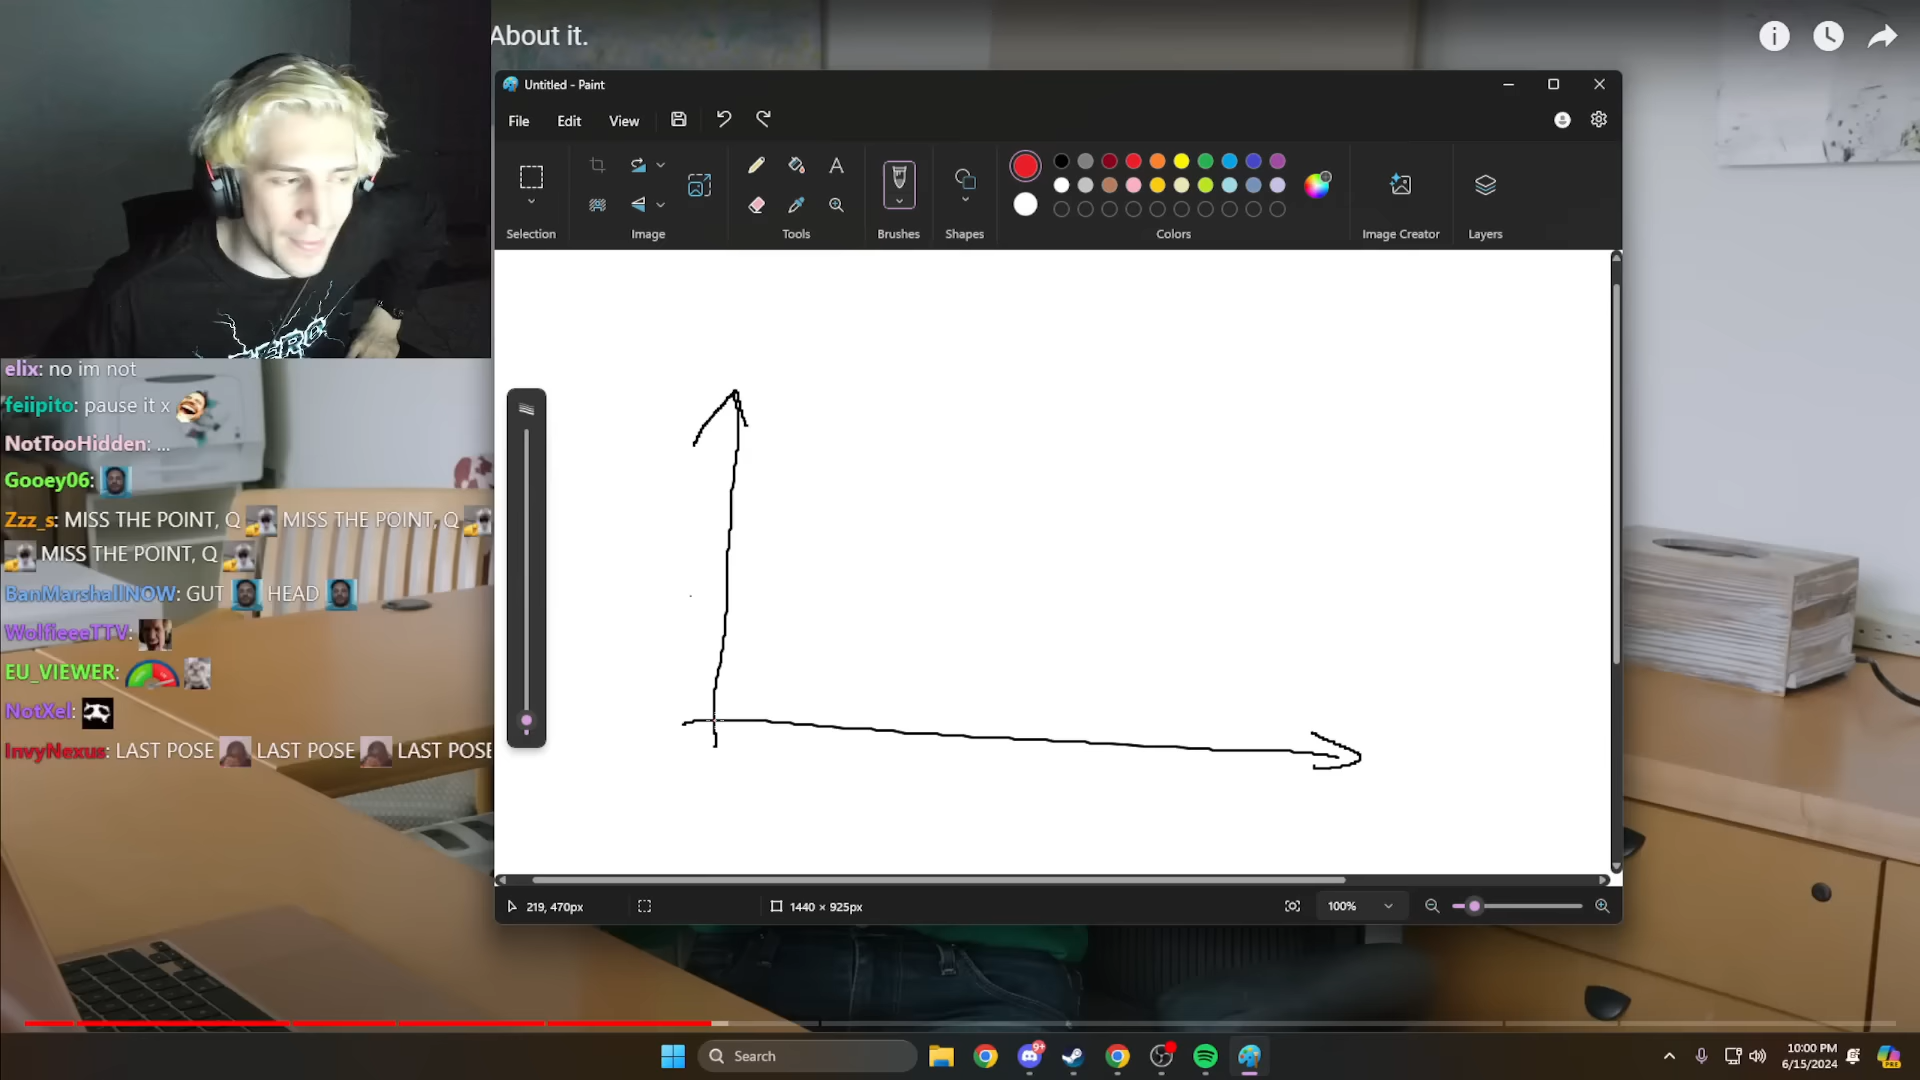 About it.
Untitled - Paint
File Edit View
Selection Image Tools Brushes Shapes Colors Image Creator Layers
elix: no im not
feiipito: pause it x
NotTooHidden: ...
Gooey06:
Zzz_s: MISS THE POINT, Q MISS THE POINT, Q
MISS THE POINT, Q
BanMarshallNOW: GUT HEAD
WolfieeeTTV:
EU_VIEWER:
NotXel:
InvyNexus: LAST POSE LAST POSE LAST POSE
219, 470px 1440 × 925px 100%
Search 9+ 10:00 PM
6/15/2024
PRE